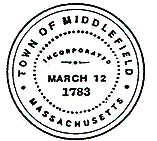 TOWN OF MIDDLEFIELD
INCORPORATED
MARCH 12
1783
MASSACHUSETTS